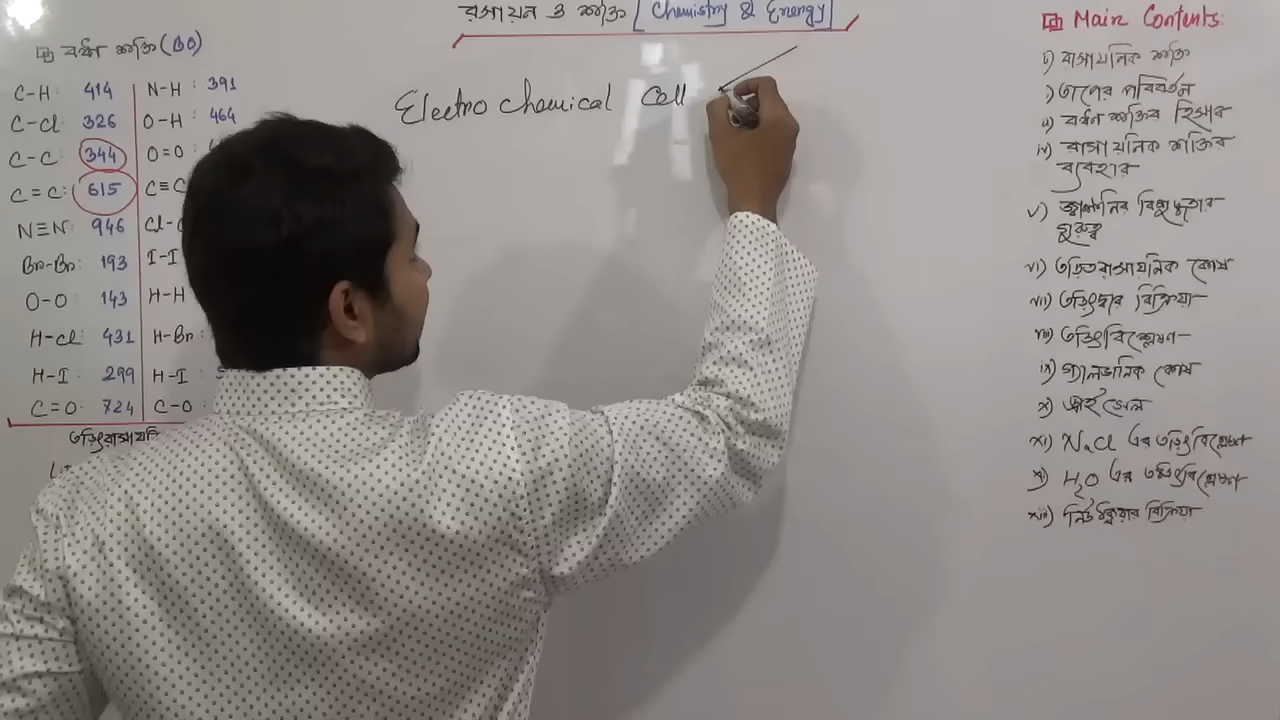 রসায়ন ও শক্তি [Chemistry & Energy]
বন্ধন শক্তি (BO)
C-H: 414
C-Cl: 326
C-C: 344
C=C: 615
N≡N: 946
Br-Br: 193
O-O 143
H-Cl: 431
H-I: 299
C=O: 724
N-H: 391
O-H: 464
O=O:
C≡C
Cl-
I-I
H-H
H-Br:
H-I:
C-O
Electro chemical Cell
Main Contents:
i) রাসায়নিক শক্তি
i) তাপের পরিবর্তন
ii) বন্ধন শক্তির হিসাব
iv) রাসায়নিক শক্তির
ব্যবহার
v) জ্বালানির বিশুদ্ধতার
গুরুত্ব
vi) তড়িতরাসায়নিক কোষ
vii) তড়িৎদ্বার বিক্রিয়া
viii) তড়িৎবিশ্লেষণ
ix) গ্যালভানিক কোষ
x) ড্রাই সেল
xi) NaCl এর তড়িৎবিশ্লেষণ
xi) H₂O এর তড়িৎবিশ্লেষণ
xiii) নিউক্লিয়ার বিক্রিয়া